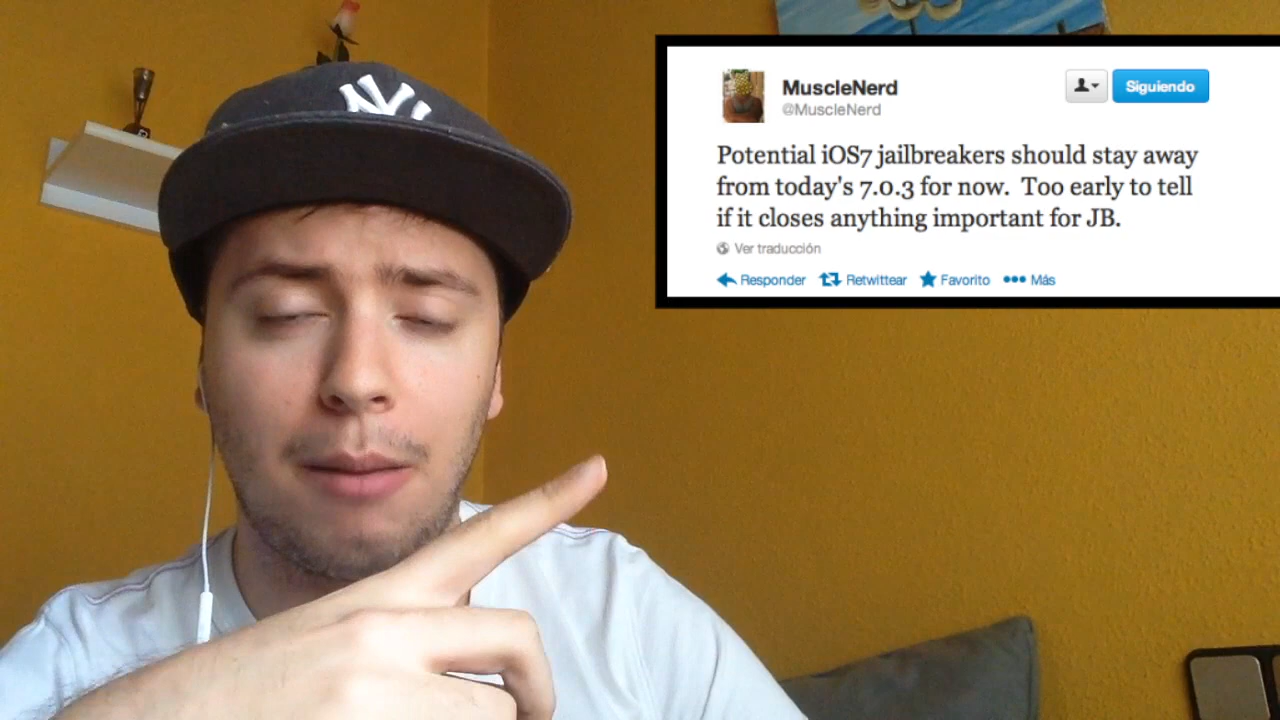 NY
MuscleNerd
@MuscleNerd
Siguiendo
Potential iOS7 jailbreakers should stay away
from today's 7.0.3 for now. Too early to tell
if it closes anything important for JB.
Ver traducción
Responder Retwittear Favorito Más